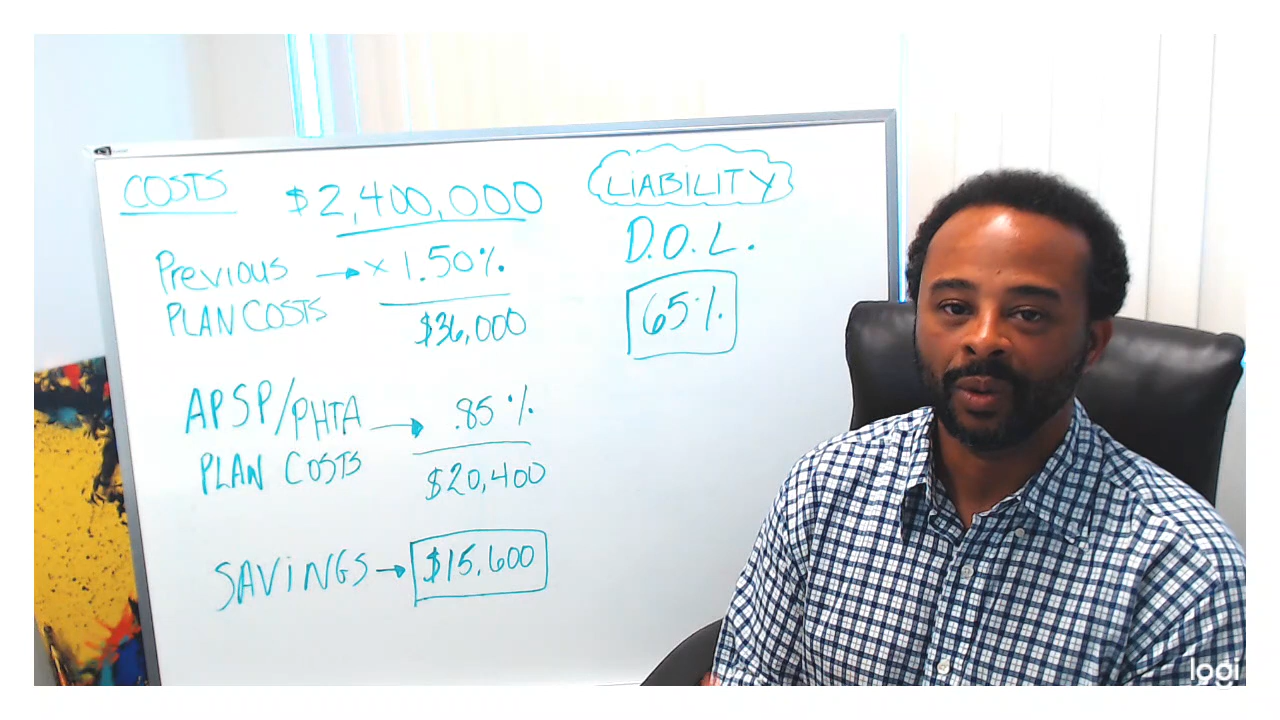 COSTS
$2,400,000
Previous → × 1.50%
PLAN COSTS
$36,000
APSP/PHTA → .85%
PLAN COSTS
$20,400
SAVINGS → $15,600
LIABILITY
D.O.L.
65%
logi